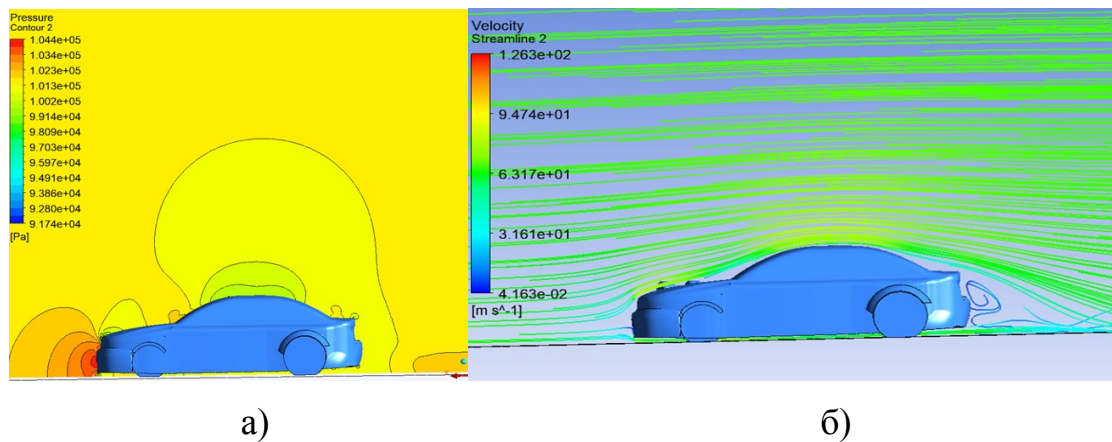 Pressure
Contour 2
1.044e+05
1.034e+05
1.023e+05
1.013e+05
1.002e+05
9.914e+04
9.809e+04
9.703e+04
9.597e+04
9.491e+04
9.386e+04
9.280e+04
9.174e+04
[Pa]
Velocity
Streamline 2
1.263e+02
9.474e+01
6.317e+01
3.161e+01
4.163e-02
[m s^-1]
а)
б)